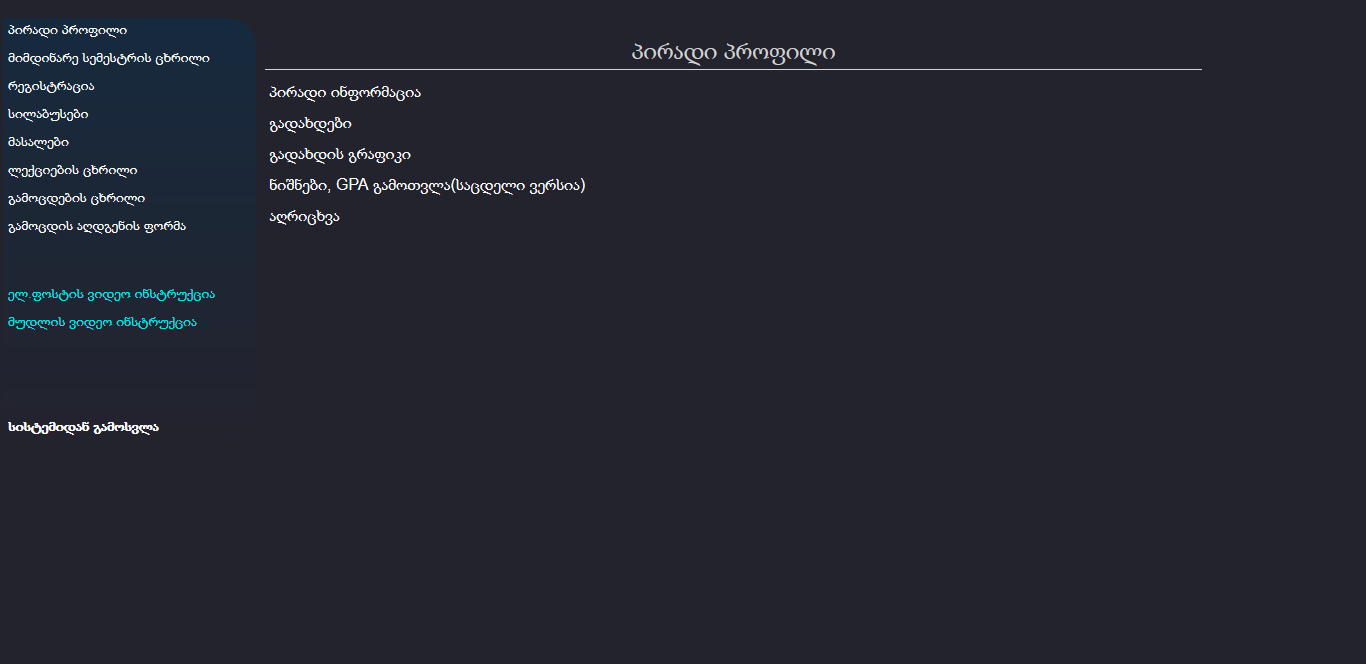 პირადი პროფილი
მიმდინარე სემესტრის ცხრილი
რეგისტრაცია
სილაბუსები
მასალები
ლექციების ცხრილი
გამოცდების ცხრილი
გამოცდის აღდგენის ფორმა
ელ.ფოსტის ვიდეო ინსტრუქცია
მუდლის ვიდეო ინსტრუქცია
სისტემიდან გამოსვლა
პირადი პროფილი
პირადი ინფორმაცია
გადახდები
გადახდის გრაფიკი
ნიშნები, GPA გამოთვლა(საცდელი ვერსია)
აღრიცხვა